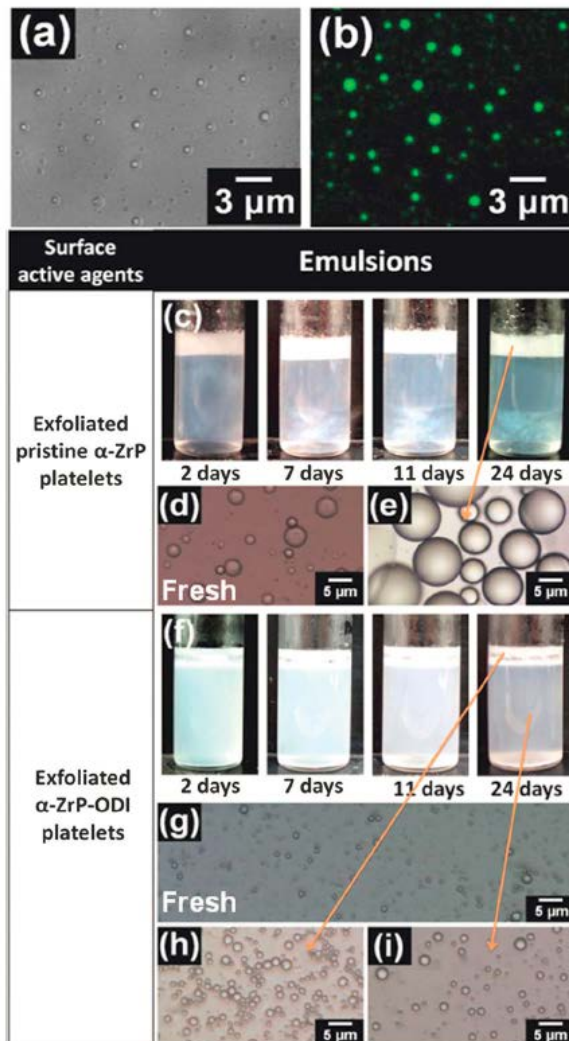 (a)
(b)
3 µm
3 µm
Surface
active agents
Emulsions
(c)
2 days
7 days
11 days
24 days
Exfoliated
pristine α-ZrP
platelets
(d)
Fresh
5 µm
(e)
5 µm
(f)
2 days
7 days
11 days
24 days
Exfoliated
α-ZrP-ODI
platelets
(g)
Fresh
5 µm
(h)
5 µm
(i)
5 µm